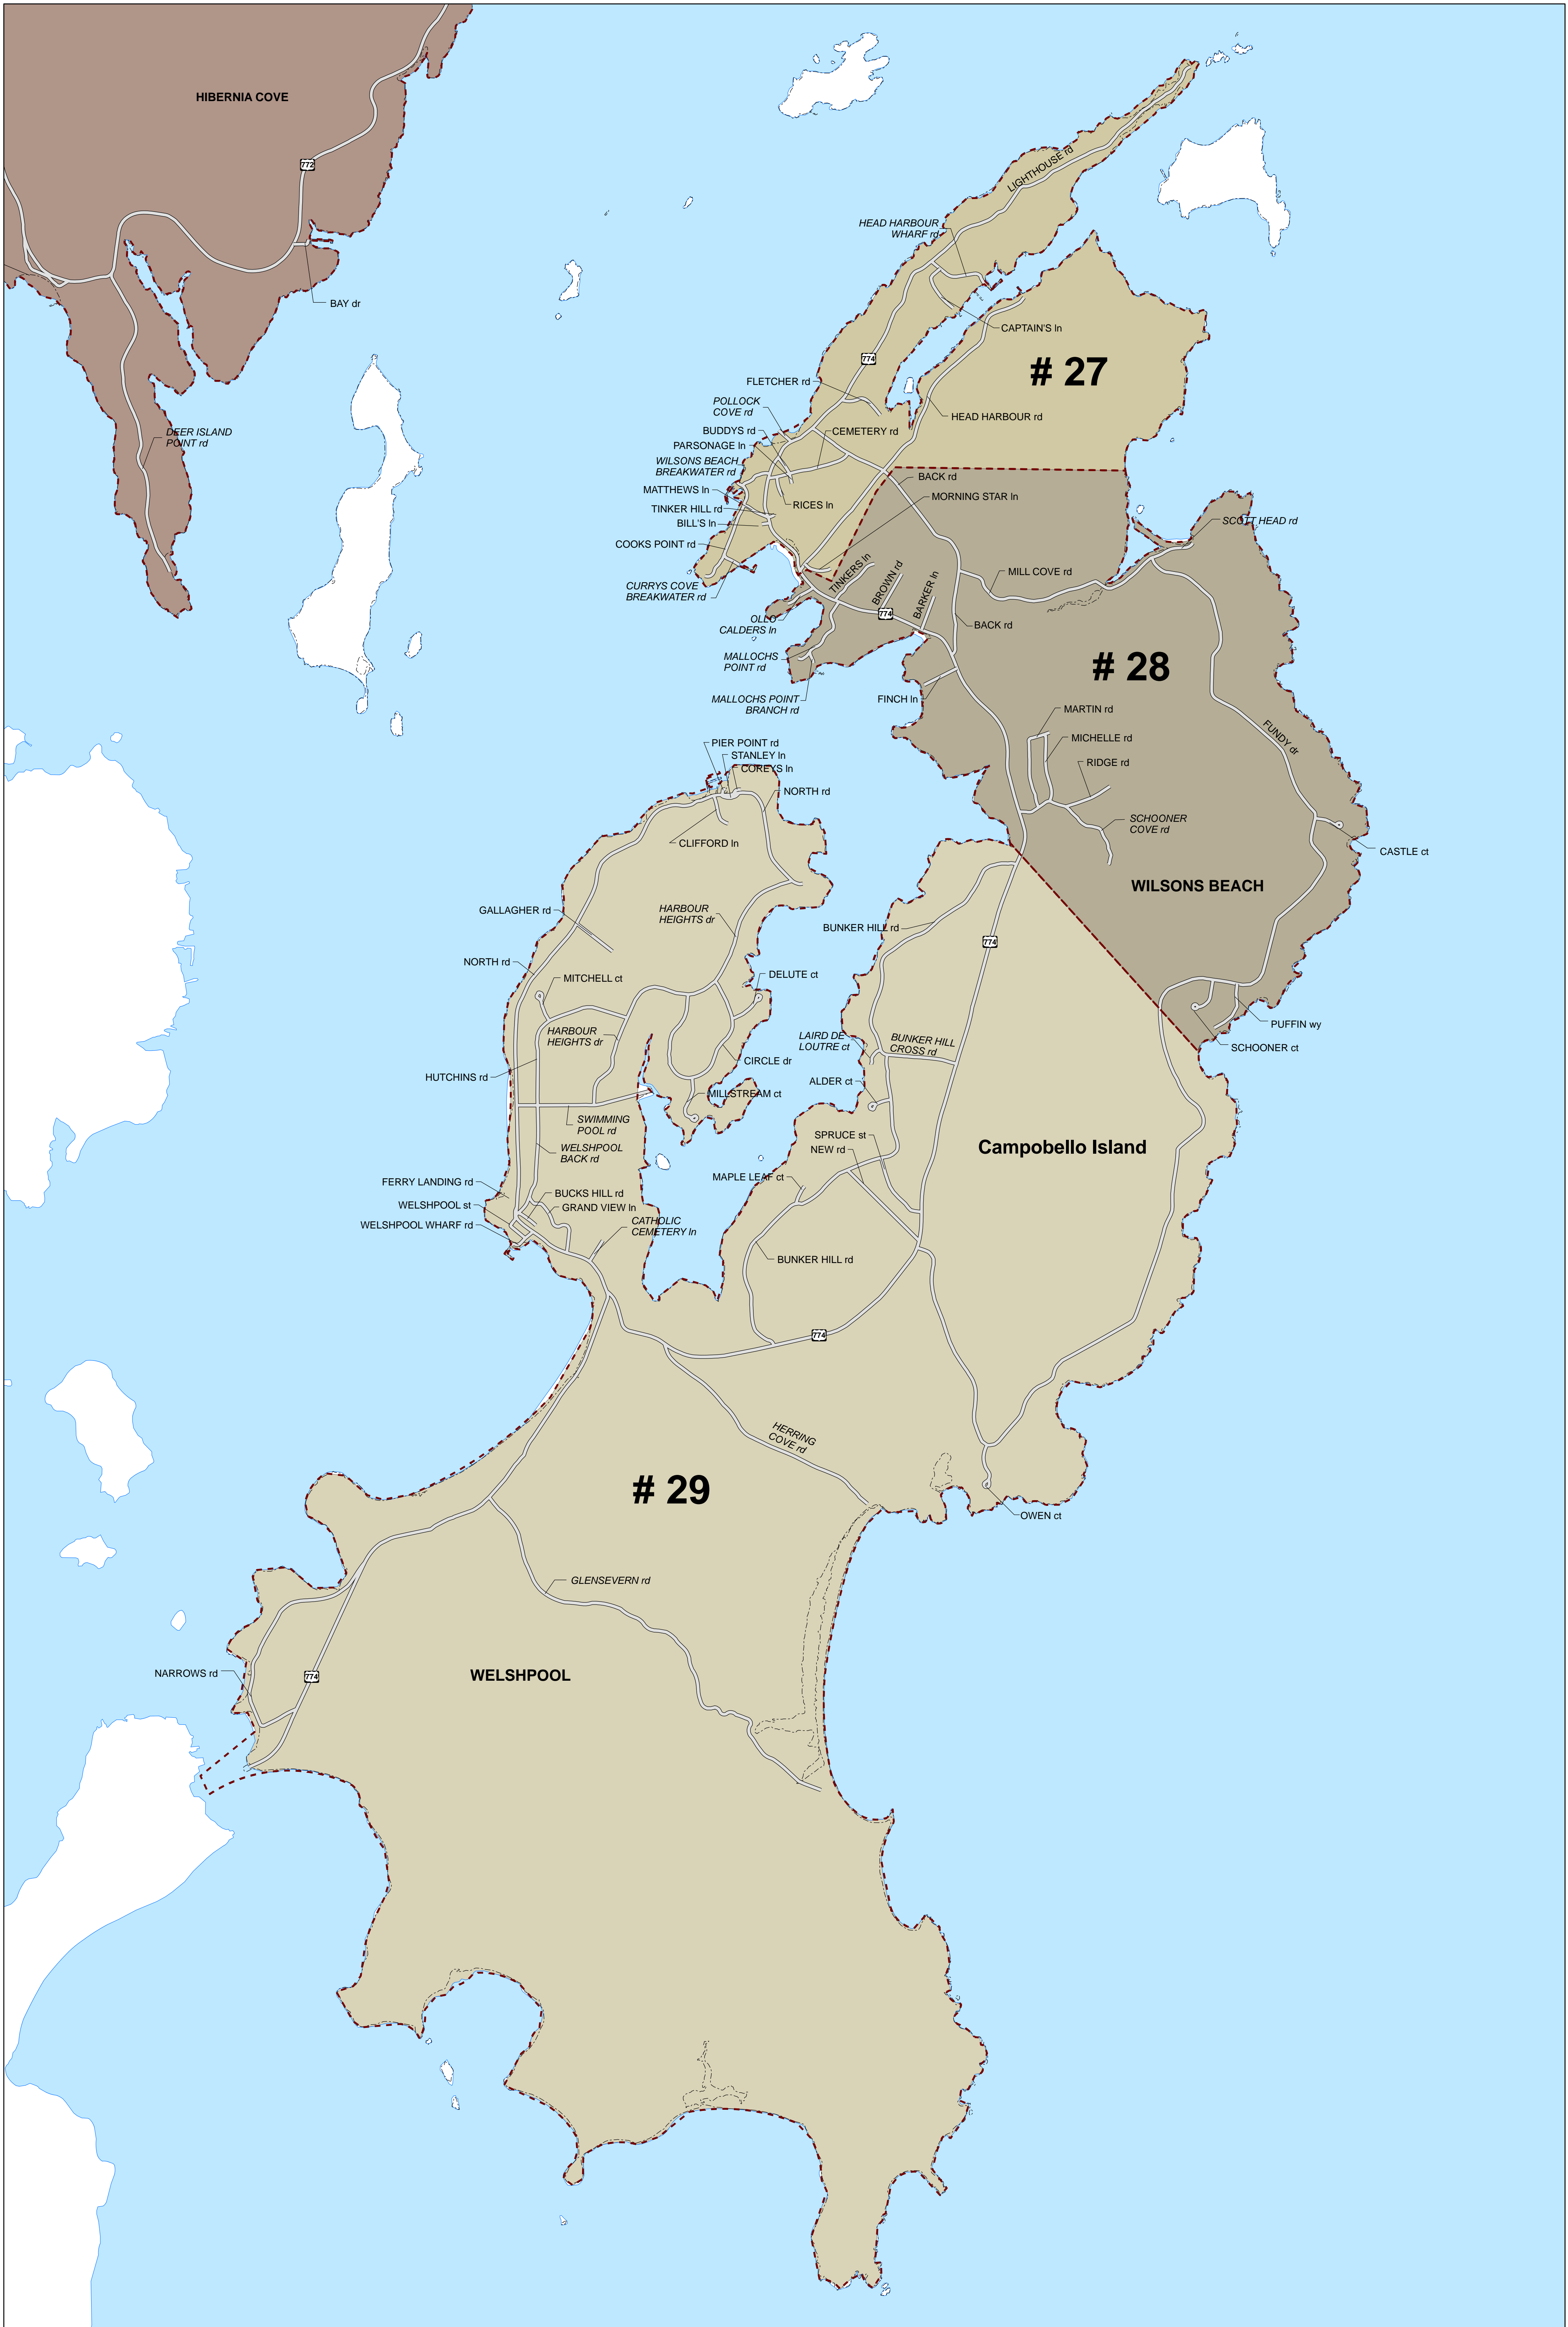 HIBERNIA COVE
772
BAY dr
DEER ISLAND
POINT rd
LIGHTHOUSE rd
HEAD HARBOUR
WHARF rd
CAPTAIN'S ln
774
# 27
FLETCHER rd
POLLOCK
COVE rd
HEAD HARBOUR rd
BUDDYS rd
CEMETERY rd
PARSONAGE ln
WILSONS BEACH
BREAKWATER rd
BACK rd
MATTHEWS ln
MORNING STAR ln
RICES ln
TINKER HILL rd
BILL'S ln
SCOTT HEAD rd
COOKS POINT rd
CURRYS COVE
BREAKWATER rd
TINKERS ln
BROWN rd
BARKER ln
MILL COVE rd
774
OLLO
CALDERS ln
BACK rd
MALLOCHS
POINT rd
# 28
MALLOCHS POINT
BRANCH rd
FINCH ln
MARTIN rd
MICHELLE rd
FUNDY dr
RIDGE rd
PIER POINT rd
STANLEY ln
COREYS ln
NORTH rd
SCHOONER
COVE rd
CLIFFORD ln
CASTLE ct
WILSONS BEACH
GALLAGHER rd
HARBOUR
HEIGHTS dr
BUNKER HILL rd
774
NORTH rd
MITCHELL ct
DELUTE ct
PUFFIN wy
HARBOUR
HEIGHTS dr
LAIRD DE
LOUTRE ct
BUNKER HILL
CROSS rd
SCHOONER ct
CIRCLE dr
HUTCHINS rd
ALDER ct
MILLSTREAM ct
SWIMMING
POOL rd
SPRUCE st
NEW rd
Campobello Island
WELSHPOOL
BACK rd
MAPLE LEAF ct
FERRY LANDING rd
BUCKS HILL rd
WELSHPOOL st
GRAND VIEW ln
WELSHPOOL WHARF rd
CATHOLIC
CEMETERY ln
BUNKER HILL rd
774
HERRING
COVE rd
# 29
OWEN ct
GLENSEVERN rd
NARROWS rd
774
WELSHPOOL